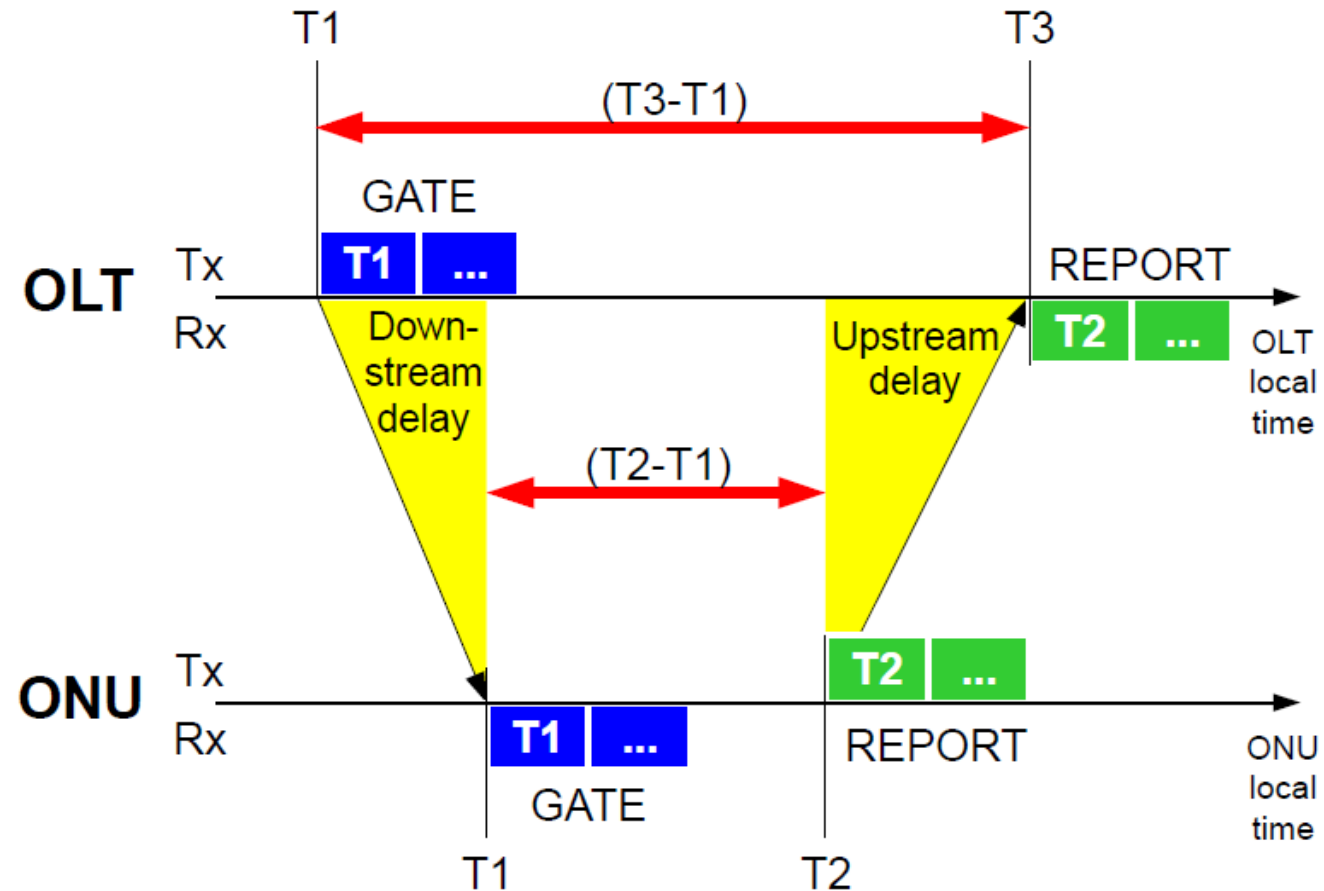 T1 T3
(T3-T1)
GATE
OLT Tx T1 ... REPORT
Rx Down- Upstream T2 ... OLT
stream delay local
delay time
(T2-T1)
ONU Tx T2 ...
Rx T1 ... REPORT ONU
GATE local
time
T1 T2